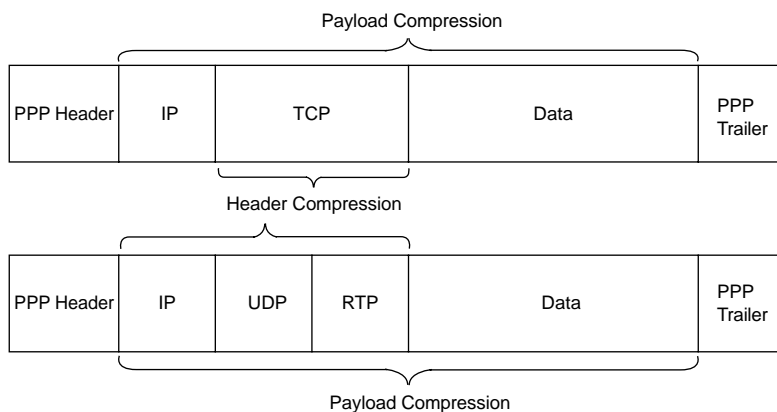 Payload Compression
PPP Header
IP
TCP
Data
PPP
Trailer
Header Compression
PPP Header
IP
UDP
RTP
Data
PPP
Trailer
Payload Compression